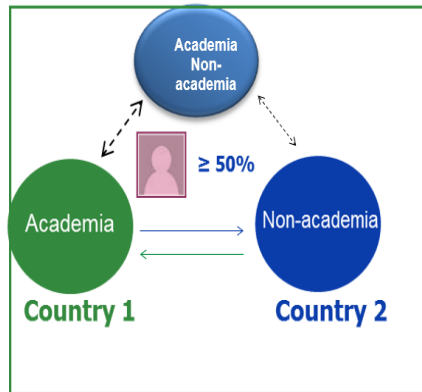 Academia
Non-
academia
≥ 50%
Academia
Non-academia
Country 1
Country 2